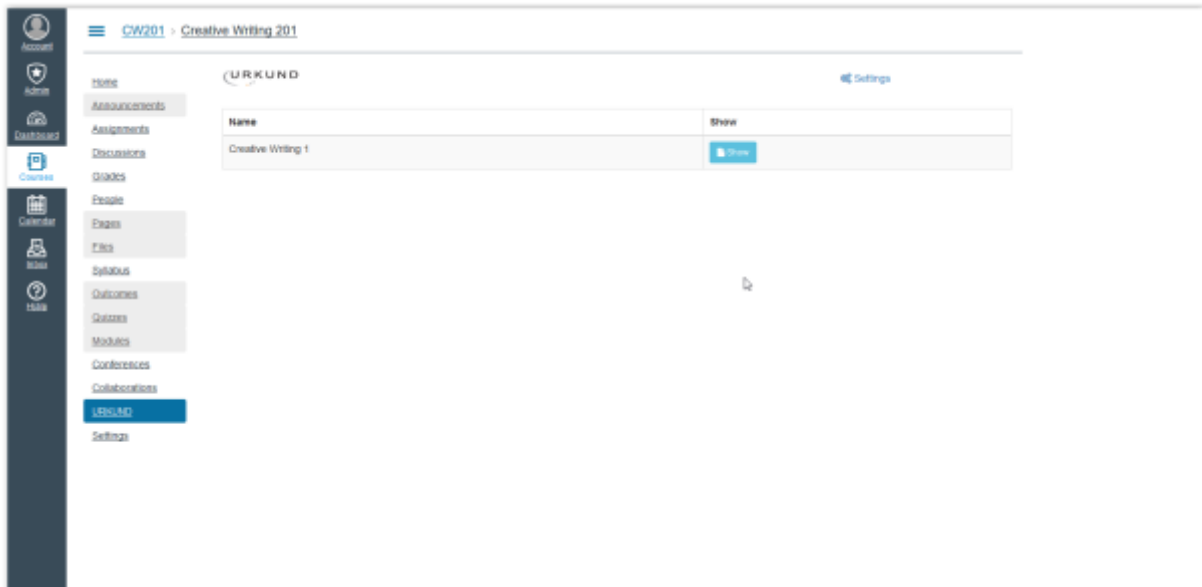 CW201 > Creative Writing 201
Account
Admin
Dashboard
Courses
Calendar
Inbox
Help
Home
Announcements
Assignments
Discussions
Grades
People
Pages
Files
Syllabus
Outcomes
Quizzes
Modules
Conferences
Collaborations
URKUND
Settings
URKUND
Settings
Name Show
Creative Writing 1 Show